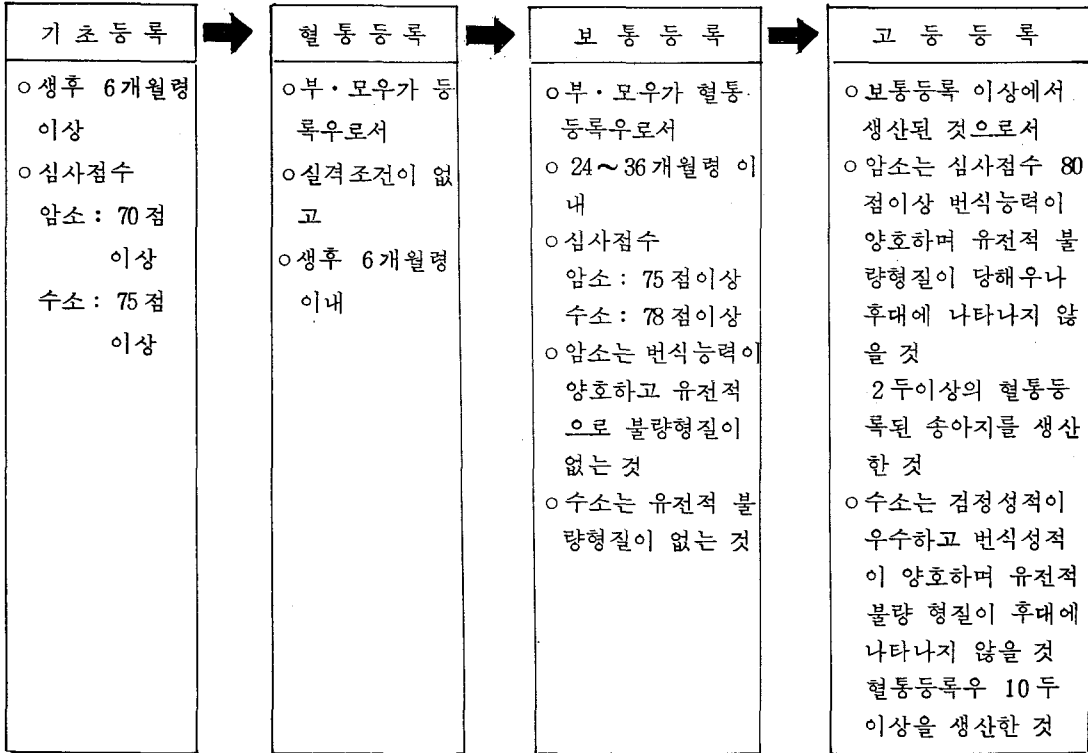 기 초 등 록
○ 생후 6개월령
이상
○ 심사점수
암소 : 70 점
이상
수소 : 75 점
이상
혈 통 등 록
○ 부·모우가 등
록우로서
○ 실격조건이 없
고
○ 생후 6개월령
이내
보 통 등 록
○ 부·모우가 혈통
등록우로서
○ 24~36개월령 이
내
○ 심사점수
암소 : 75 점이상
수소 : 78 점이상
○ 암소는 번식능력이
양호하고 유전적
으로 불량형질이
없는 것
○ 수소는 유전적 불
량형질이 없는 것
고 등 등 록
○ 보통등록 이상에서
생산된 것으로서
○ 암소는 심사점수 80
점이상 번식능력이
양호하며 유전적 불
량형질이 당해우나
후대에 나타나지 않
을 것
2두이상의 혈통등
록된 송아지를 생산
한 것
○ 수소는 검정성적이
우수하고 번식성적
이 양호하며 유전적
불량 형질이 후대에
나타나지 않을 것
혈통등록우 10두
이상을 생산한 것